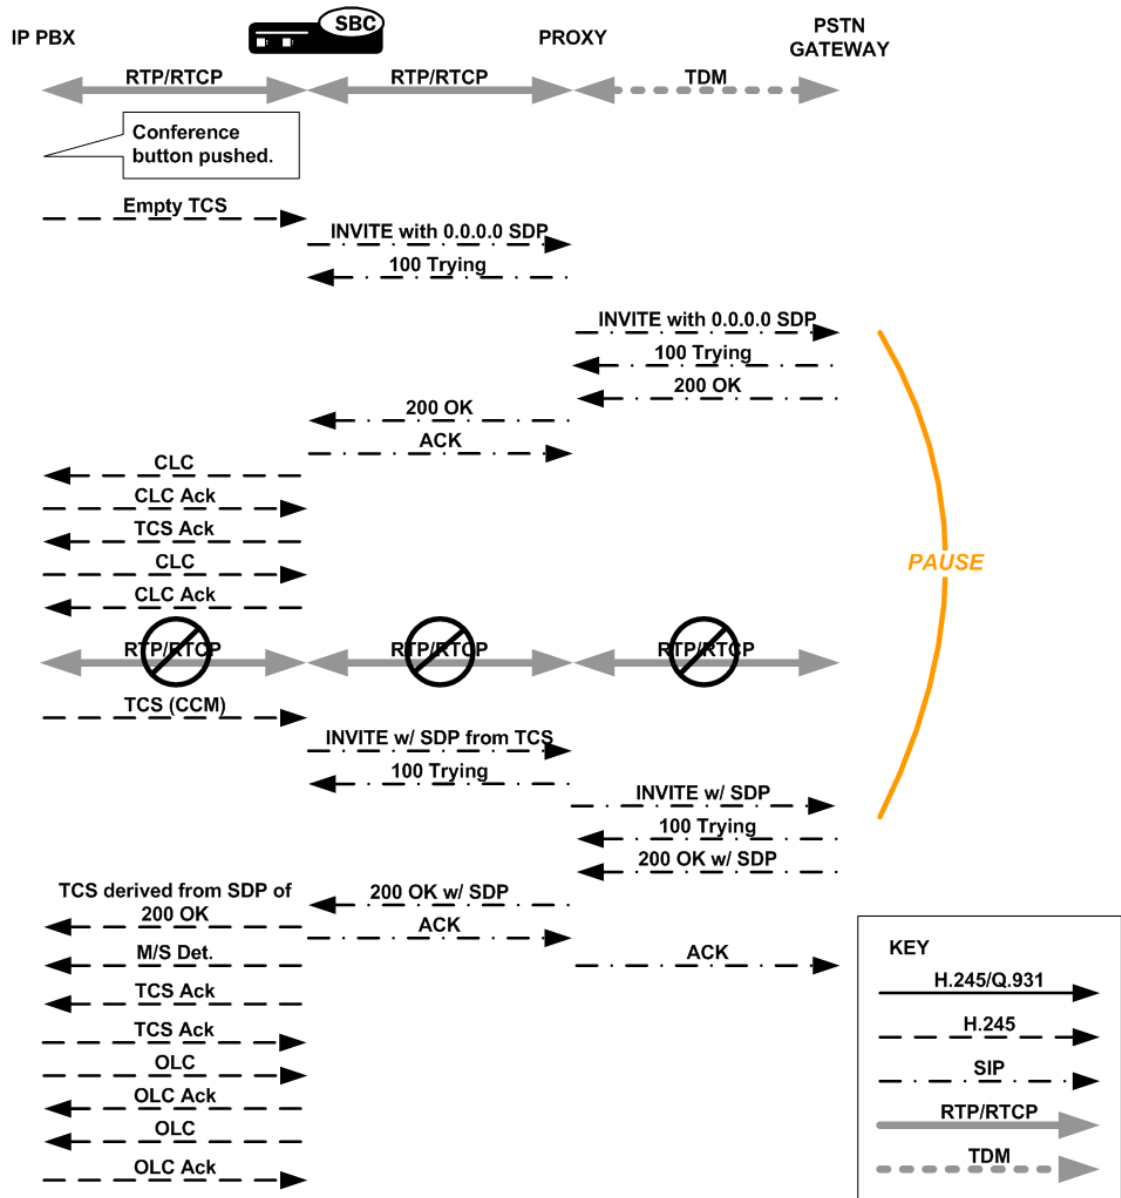 IP PBX
SBC
PROXY
PSTN
GATEWAY
RTP/RTCP
RTP/RTCP
TDM
Conference
button pushed.
Empty TCS
INVITE with 0.0.0.0 SDP
100 Trying
INVITE with 0.0.0.0 SDP
100 Trying
200 OK
200 OK
ACK
CLC
CLC Ack
TCS Ack
CLC
CLC Ack
PAUSE
RTP/RTCP
RTP/RTCP
RTP/RTCP
TCS (CCM)
INVITE w/ SDP from TCS
100 Trying
INVITE w/ SDP
100 Trying
200 OK w/ SDP
200 OK w/ SDP
TCS derived from SDP of
200 OK
ACK
M/S Det.
ACK
TCS Ack
TCS Ack
OLC
OLC Ack
OLC
OLC Ack
KEY
H.245/Q.931
H.245
SIP
RTP/RTCP
TDM